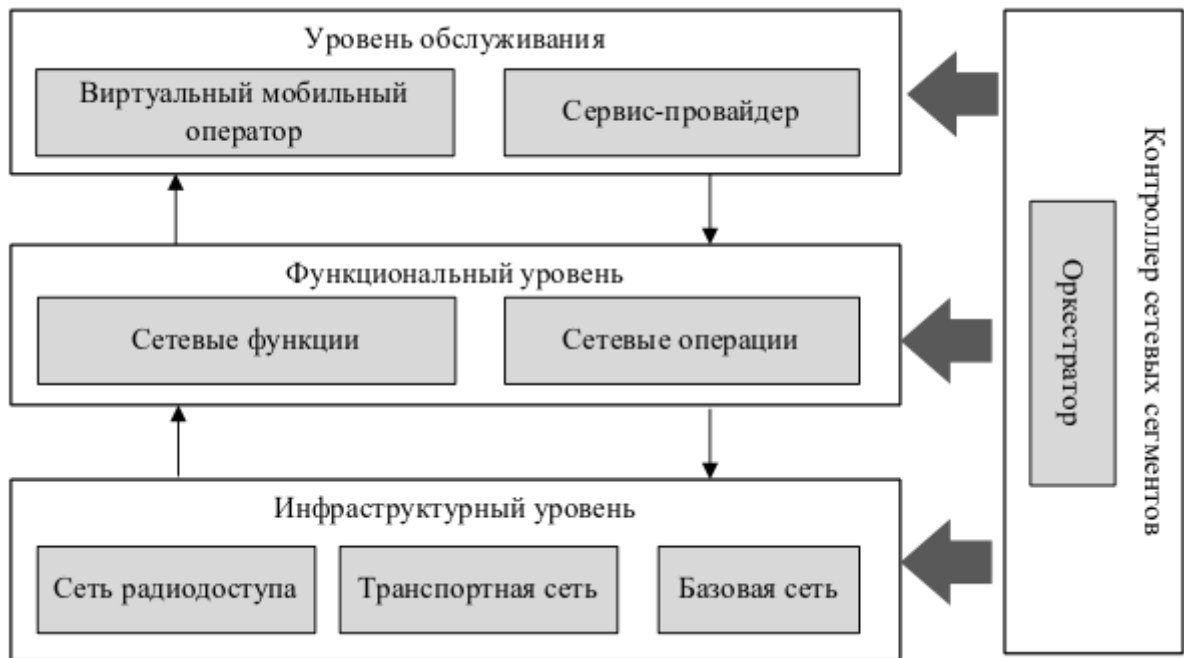 Уровень обслуживания
Виртуальный мобильный
оператор
Сервис-провайдер
Функциональный уровень
Сетевые функции
Сетевые операции
Инфраструктурный уровень
Сеть радиодоступа
Транспортная сеть
Базовая сеть
Контроллер сетевых сегментов
Оркестратор